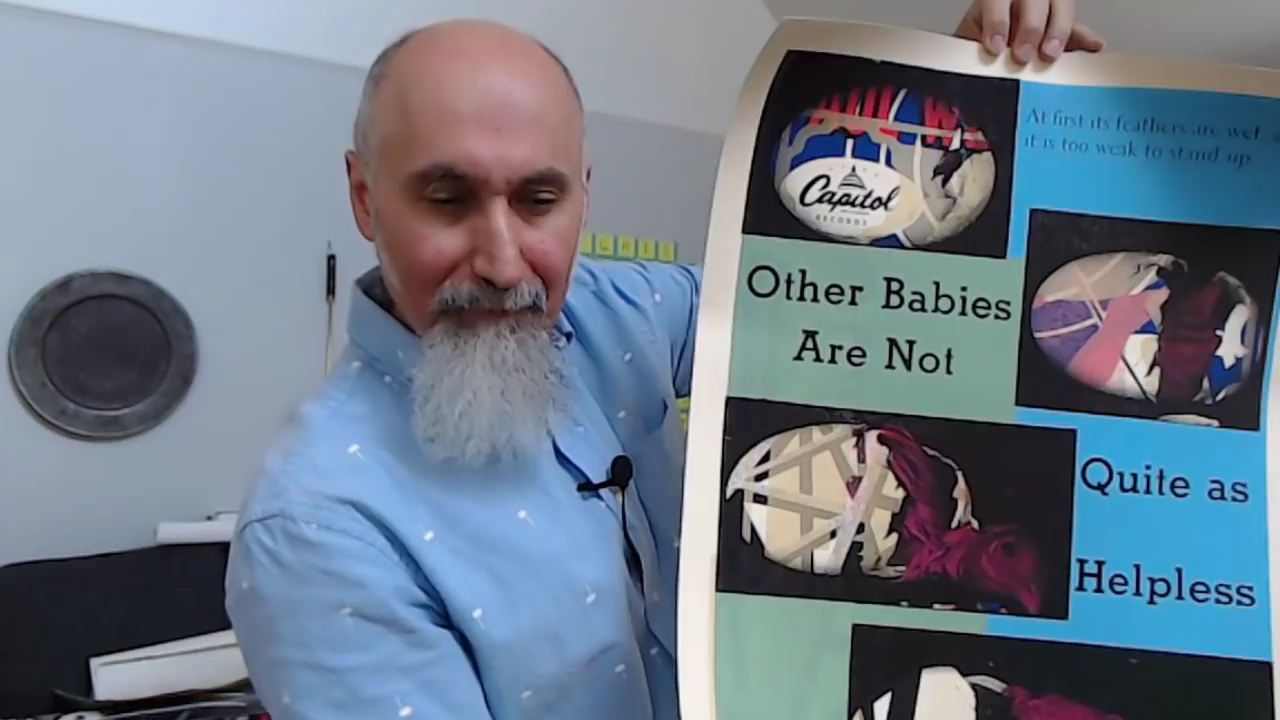 At first its feathers are wet
it is too weak to stand up
Capitol
RECORDS
Other Babies
Are Not
Quite as
Helpless